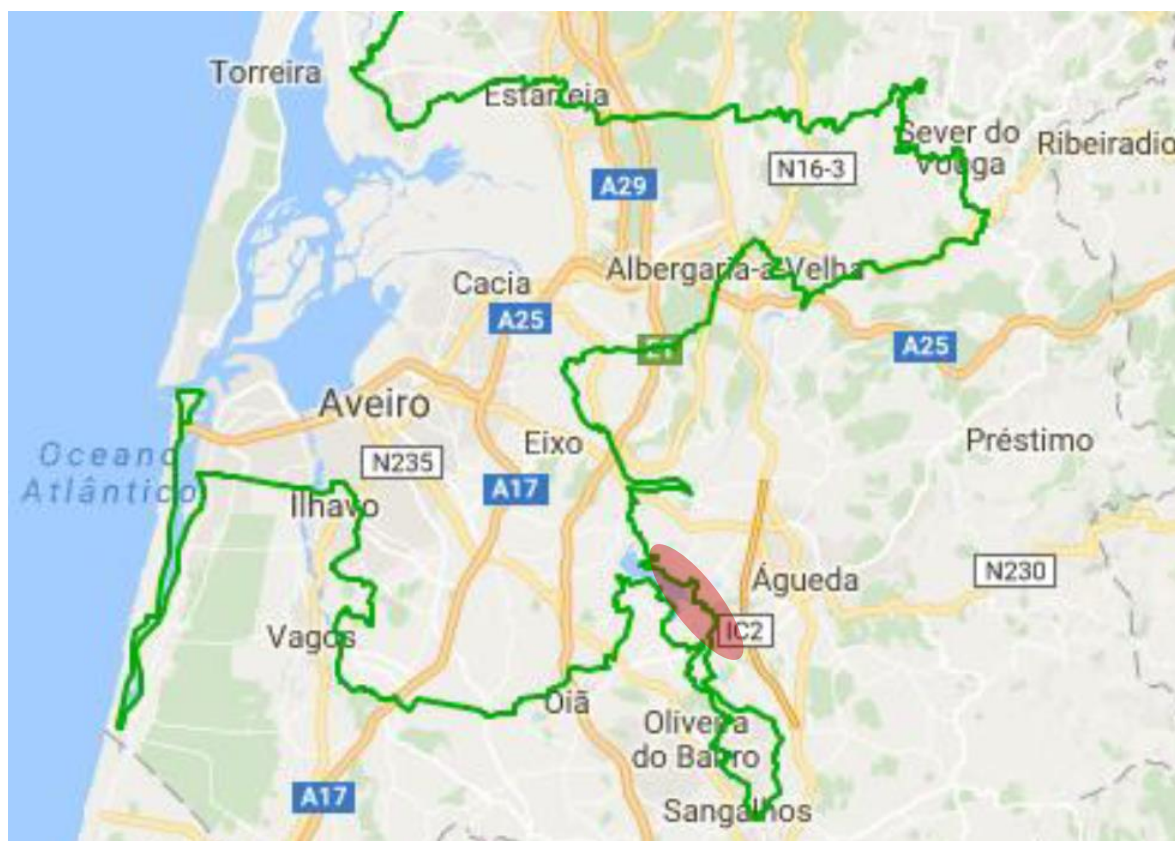 Torreira
Estarreja
Sever do
Vouga
Ribeiradio
N16-3
A29
Albergaria-a-Velha
Cacia
A25
A25
Aveiro
Eixo
Préstimo
N235
Oceano
Atlântico
A17
Ílhavo
Águeda
N230
IC2
Vagos
Oiã
Oliveira
do Bairro
A17
Sangalhos